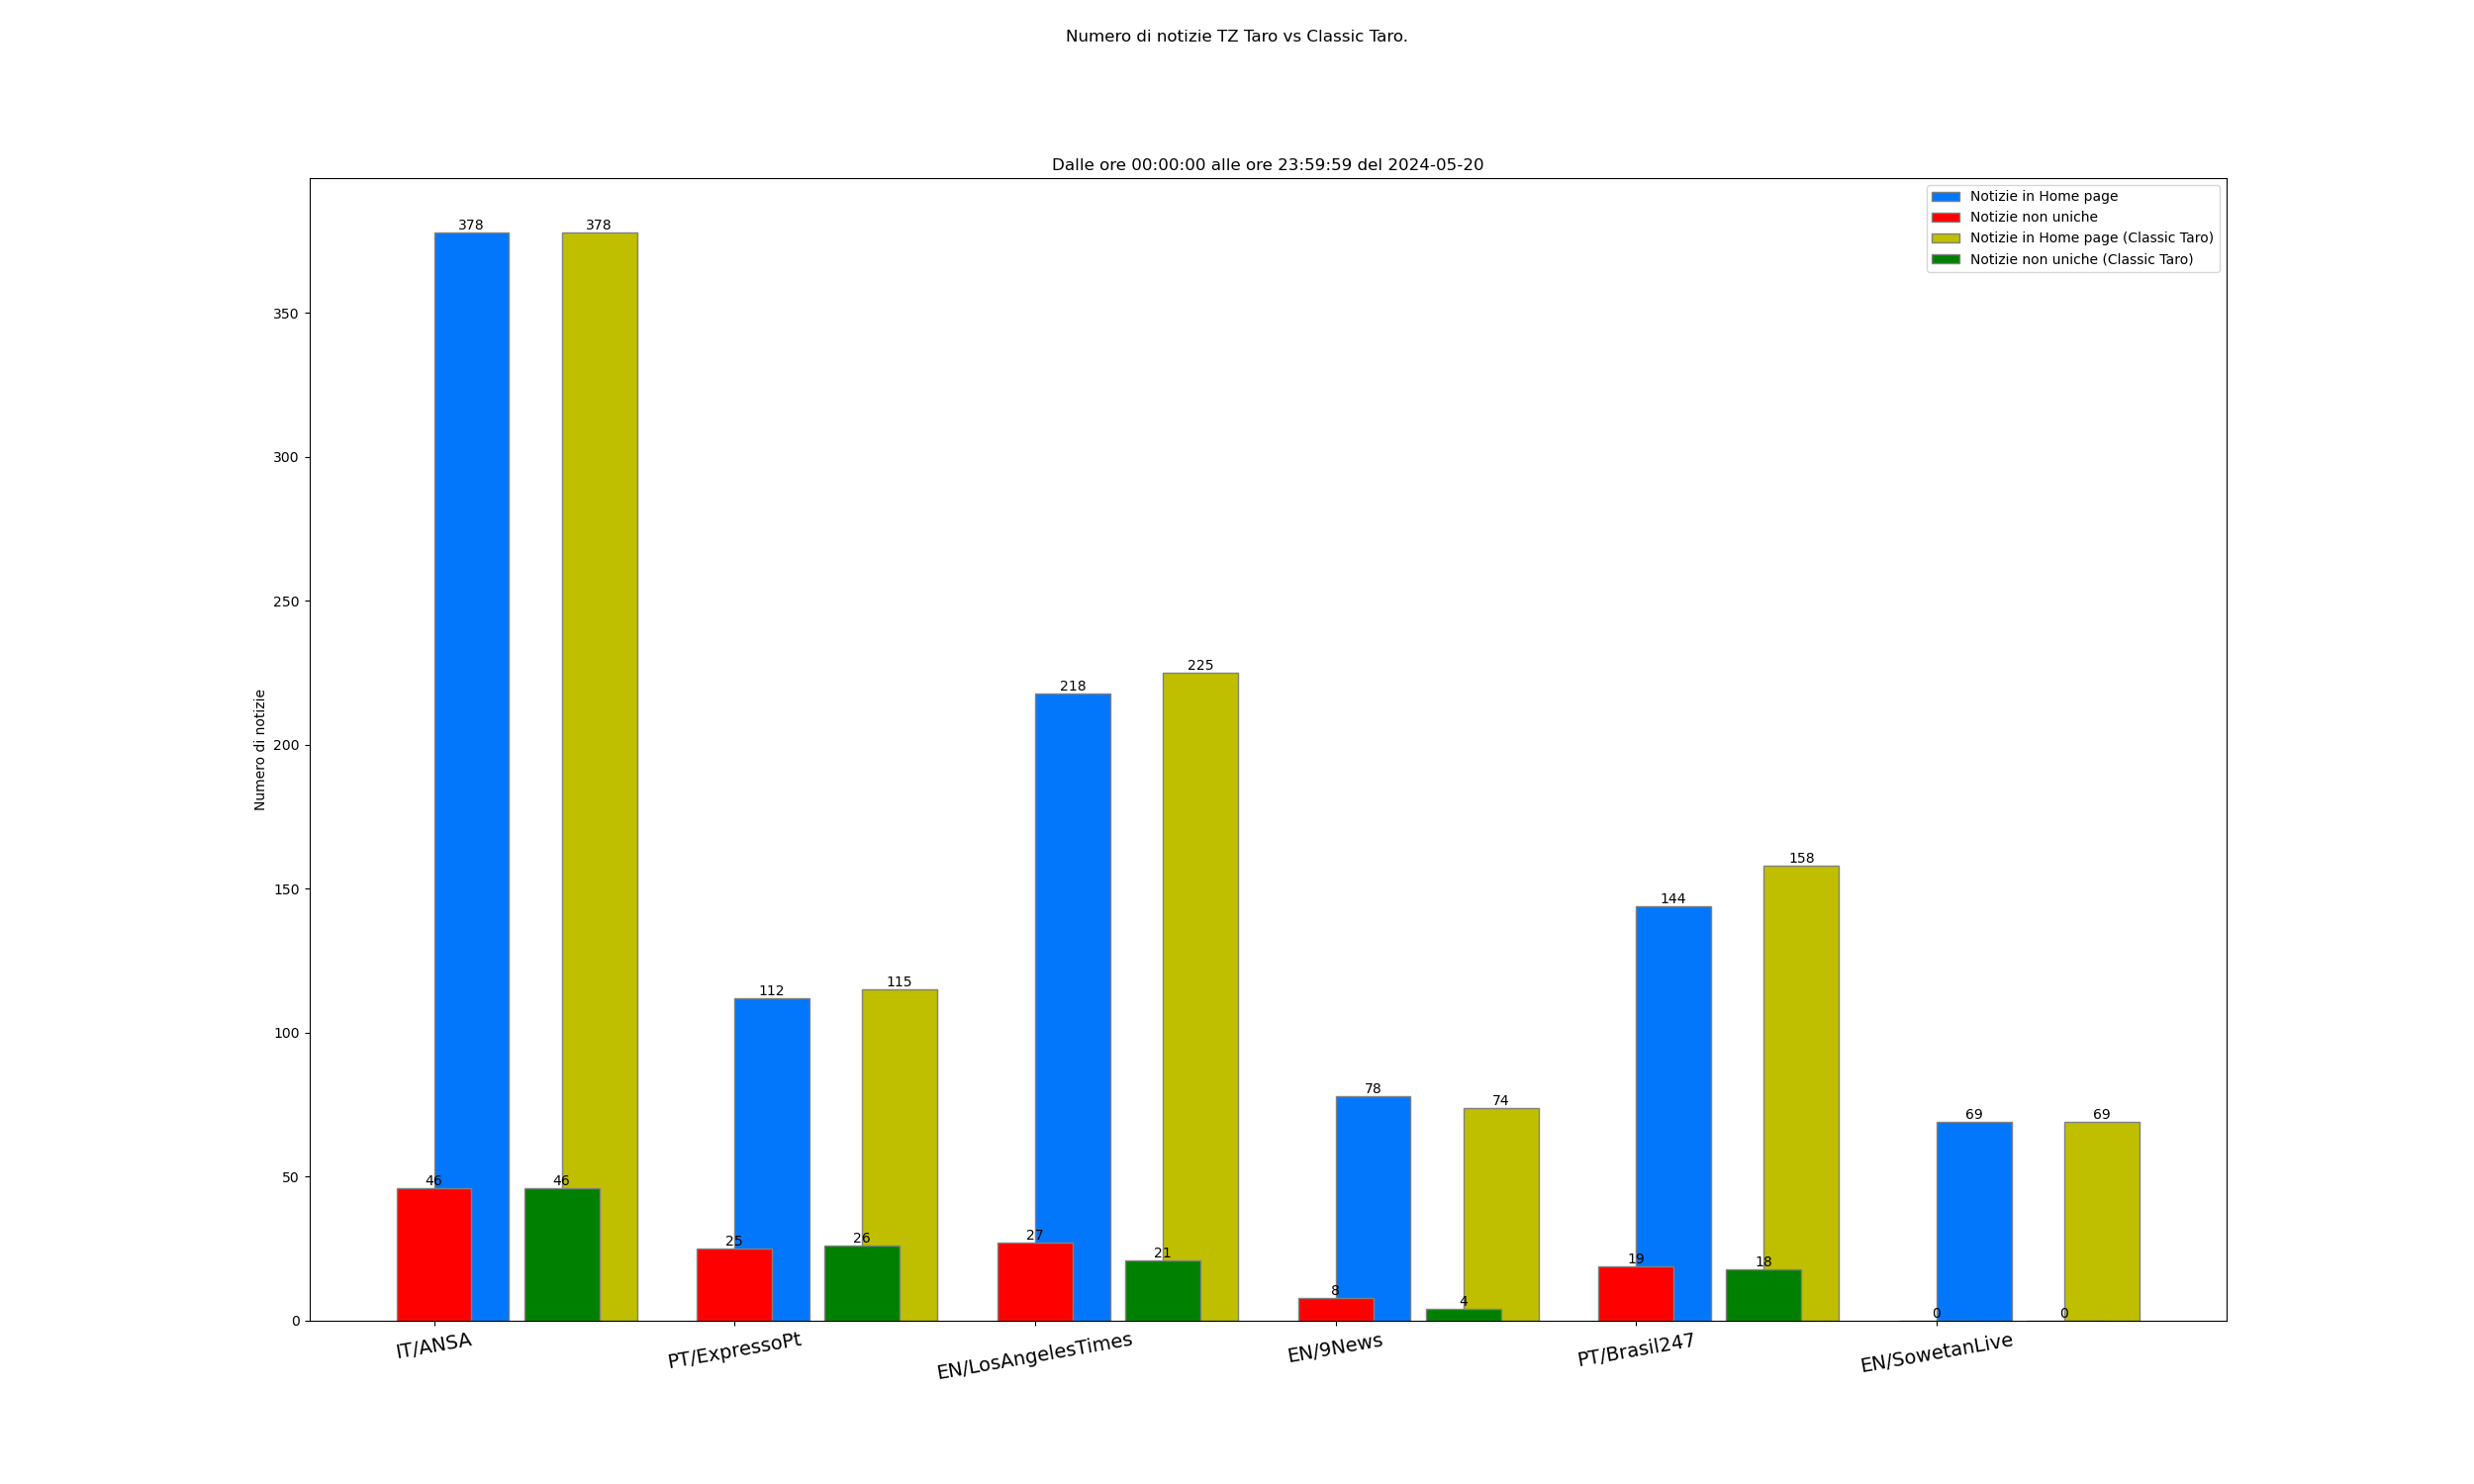 Numero di notizie TZ Taro vs Classic Taro.
Dalle ore 00:00:00 alle ore 23:59:59 del 2024-05-20
Notizie in Home page
Notizie non uniche
Notizie in Home page (Classic Taro)
Notizie non uniche (Classic Taro)
Numero di notizie
350
300
250
200
150
100
50
0
378
378
46
46
112
115
25
26
218
225
27
21
78
74
8
4
144
158
19
18
69
69
0
0
IT/ANSA
PT/ExpressoPt
EN/LosAngelesTimes
EN/9News
PT/Brasil247
EN/SowetanLive